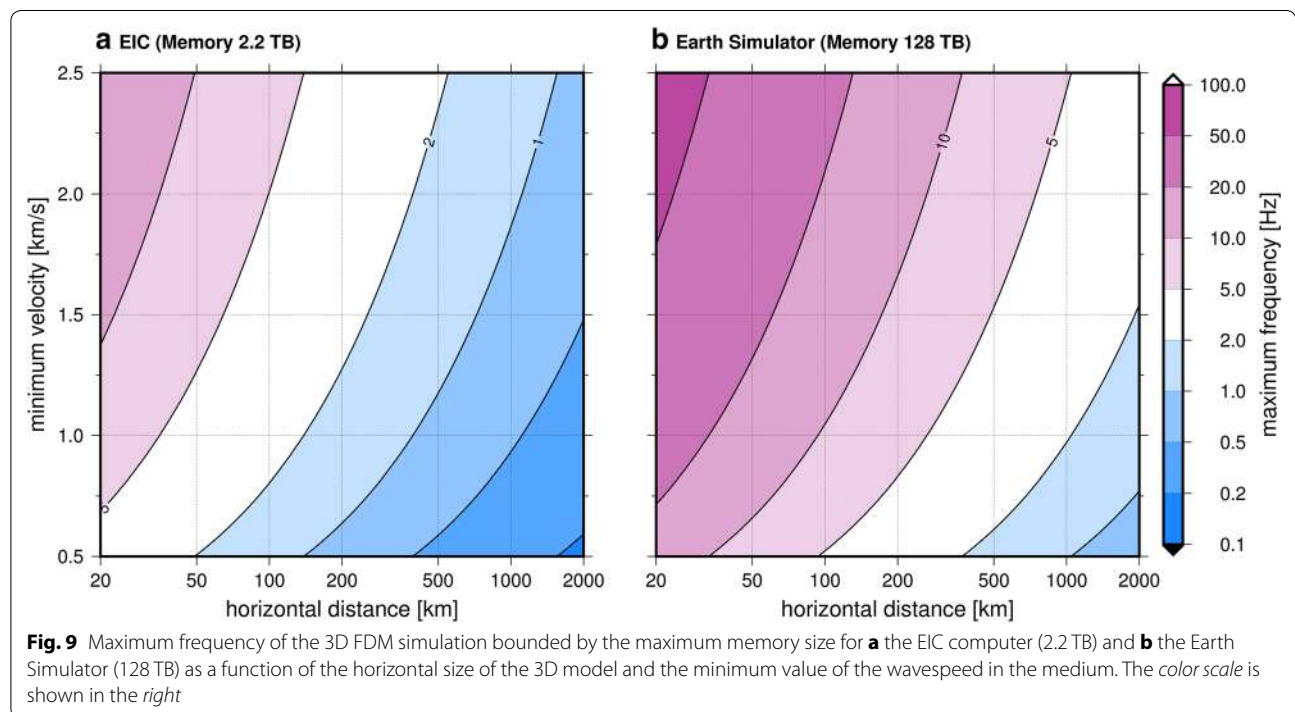 a EIC (Memory 2.2 TB)
b Earth Simulator (Memory 128 TB)
minimum velocity [km/s]
2.5
2.0
1.5
1.0
0.5
2
1
5
20 50 100 200 500 1000 2000
horizontal distance [km]
10
5
20 50 100 200 500 1000 2000
horizontal distance [km]
100.0
50.0
20.0
10.0
5.0
2.0
1.0
0.5
0.2
0.1
maximum frequency [Hz]
Fig. 9 Maximum frequency of the 3D FDM simulation bounded by the maximum memory size for a the EIC computer (2.2 TB) and b the Earth
Simulator (128 TB) as a function of the horizontal size of the 3D model and the minimum value of the wavespeed in the medium. The color scale is
shown in the right